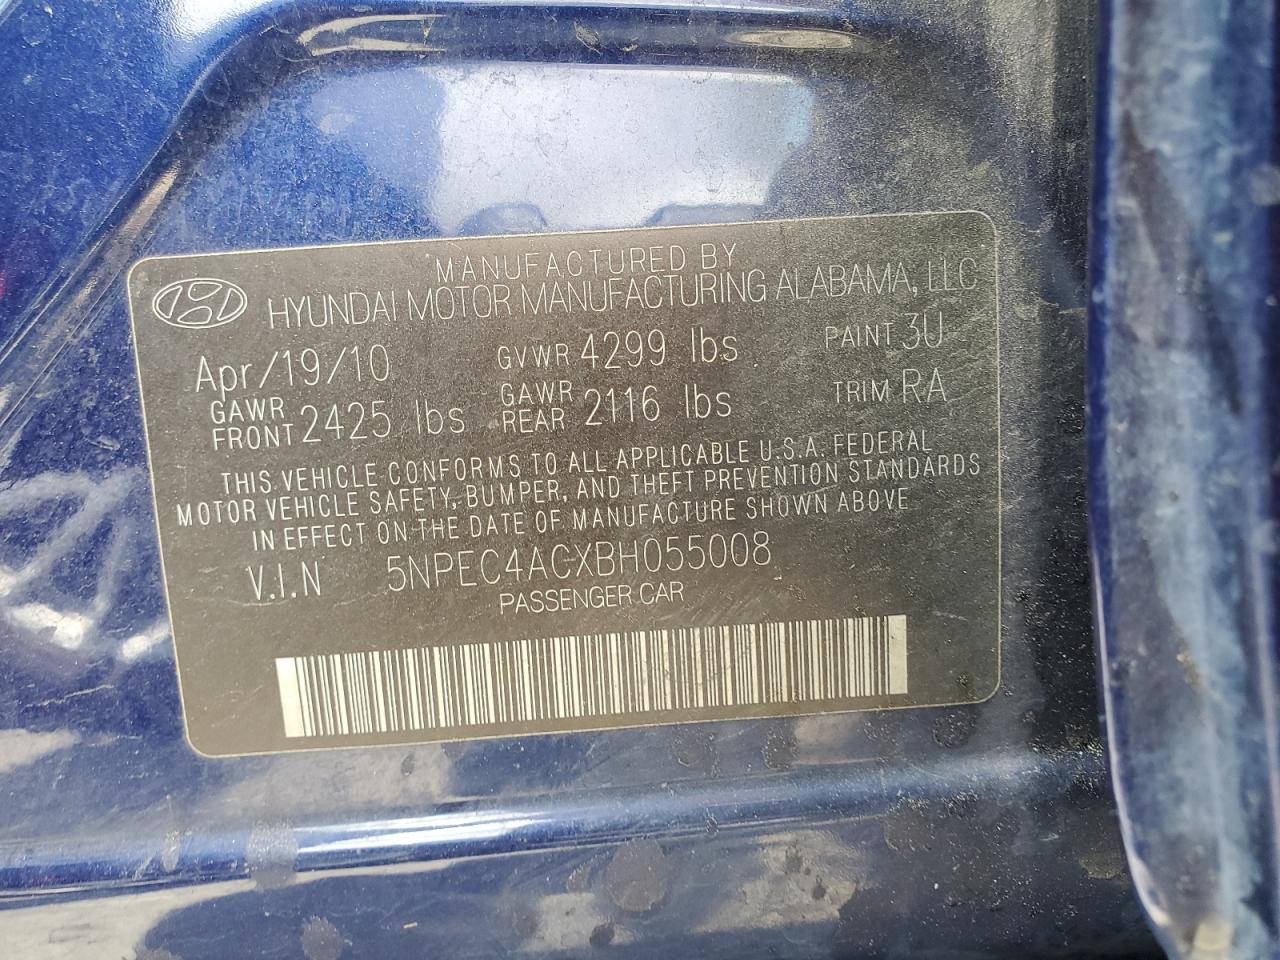 MANUFACTURED BY
HYUNDAI MOTOR MANUFACTURING ALABAMA, LLC
Apr/19/10 GVWR 4299 lbs PAINT 3U
GAWR FRONT 2425 lbs GAWR REAR 2116 lbs TRIM RA
THIS VEHICLE CONFORMS TO ALL APPLICABLE U.S.A. FEDERAL
MOTOR VEHICLE SAFETY, BUMPER, AND THEFT PREVENTION STANDARDS
IN EFFECT ON THE DATE OF MANUFACTURE SHOWN ABOVE
V.I.N 5NPEC4ACXBH055008
PASSENGER CAR